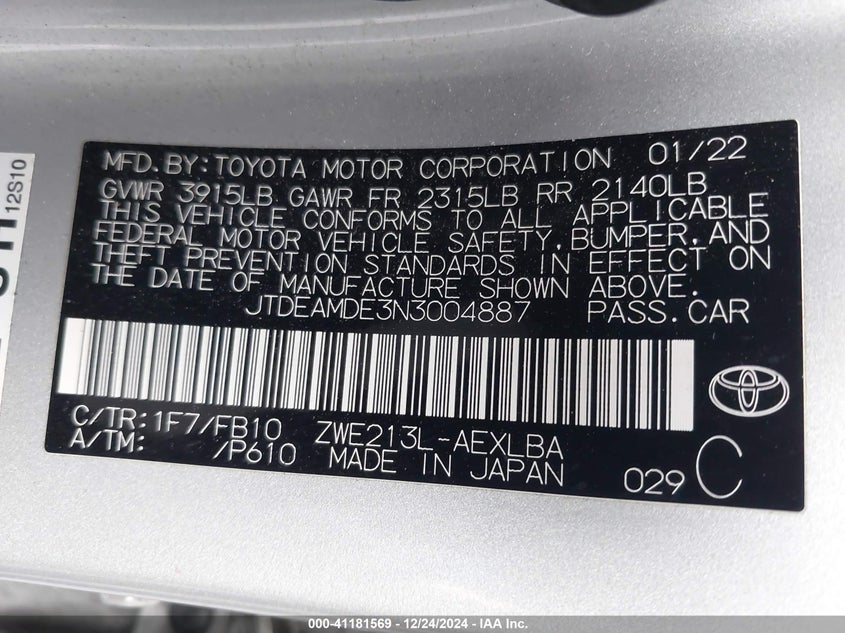 12S10
MFD.BY:TOYOTA MOTOR CORPORATION 01/22
GVWR 3915LB GAWR FR 2315LB RR 2140LB
THIS VEHICLE CONFORMS TO ALL APPLICABLE
FEDERAL MOTOR VEHICLE SAFETY,BUMPER,AND
THEFT PREVENTION STANDARDS IN EFFECT ON
THE DATE OF MANUFACTURE SHOWN ABOVE.
JTDEAMDE3N3004887 PASS.CAR
C/TR:1F7/FB10 ZWE213L-AEXLBA
A/TM: /P610 MADE IN JAPAN
029 C
000-41181569 - 12/24/2024 - IAA Inc.